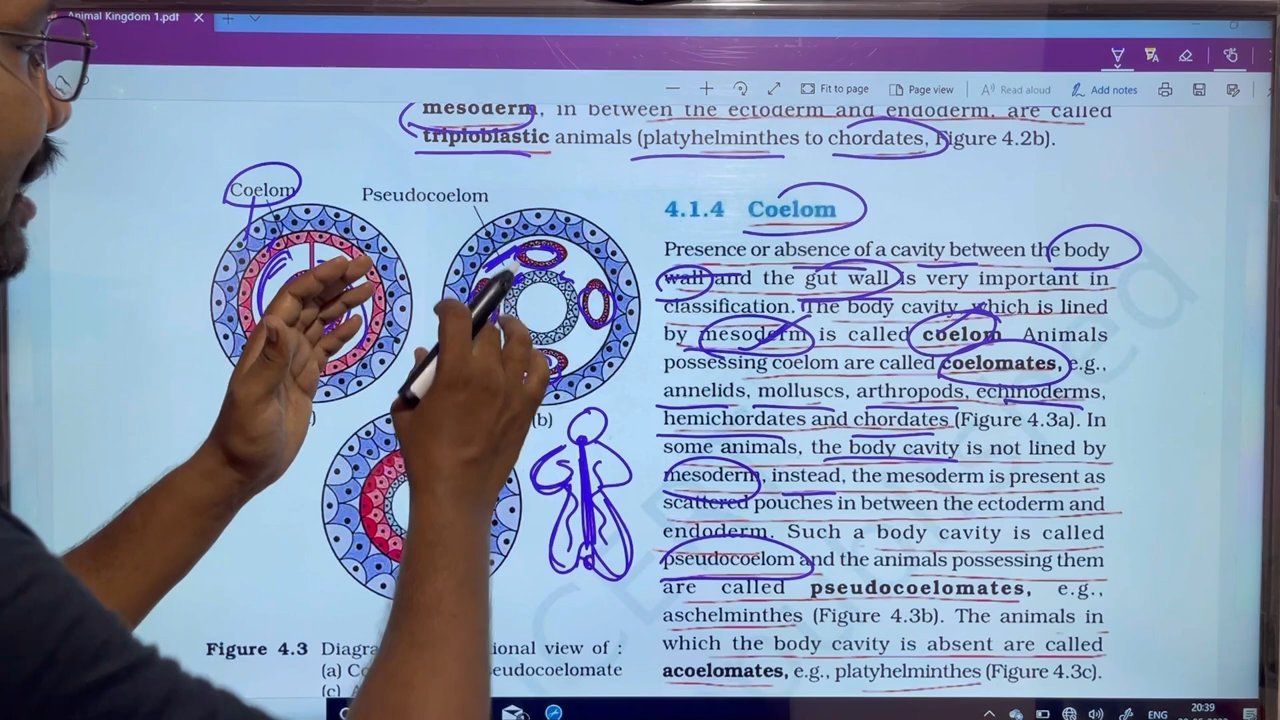 Animal Kingdom 1.pdf
Fit to page
Page view
Read aloud
Add notes
mesoderm, in between the ectoderm and endoderm, are called
triploblastic animals (platyhelminthes to chordates, Figure 4.2b).
Coelom
Pseudocoelom
(b)
Figure 4.3 Diagra ional view of :
(a) Co eudocoelomate
(c) A
4.1.4 Coelom
Presence or absence of a cavity between the body
wall and the gut wall is very important in
classification. The body cavity, which is lined
by mesoderm is called coelom Animals
possessing coelom are called coelomates, e.g.,
annelids, molluscs, arthropods, echinoderms,
hemichordates and chordates (Figure 4.3a). In
some animals, the body cavity is not lined by
mesoderm, instead, the mesoderm is present as
scattered pouches in between the ectoderm and
endoderm. Such a body cavity is called
pseudocoelom and the animals possessing them
are called pseudocoelomates, e.g.,
aschelminthes (Figure 4.3b). The animals in
which the body cavity is absent are called
acoelomates, e.g., platyhelminthes (Figure 4.3c).
ENG
20:39